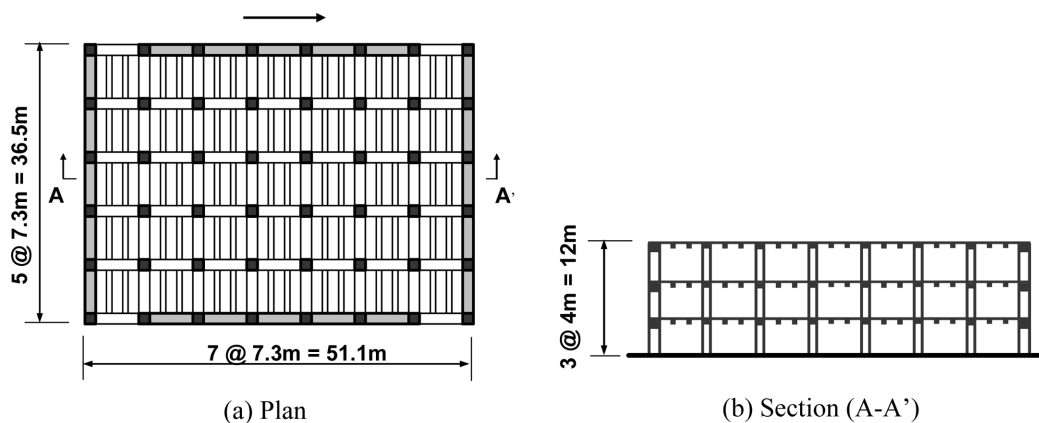 A
A’
5 @ 7.3m = 36.5m
7 @ 7.3m = 51.1m
(a) Plan
3 @ 4m = 12m
(b) Section (A-A’)